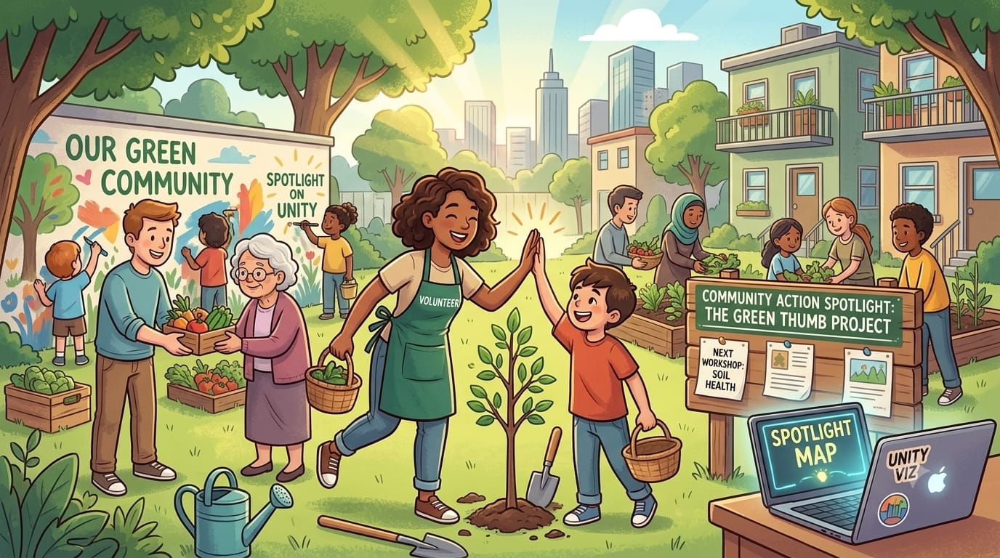 OUR GREEN
COMMUNITY
SPOTLIGHT
ON
UNITY
VOLUNTEER
COMMUNITY ACTION SPOTLIGHT:
THE GREEN THUMB PROJECT
NEXT
WORKSHOP:
SOIL
HEALTH
SPOTLIGHT
MAP
UNITY
VIZ